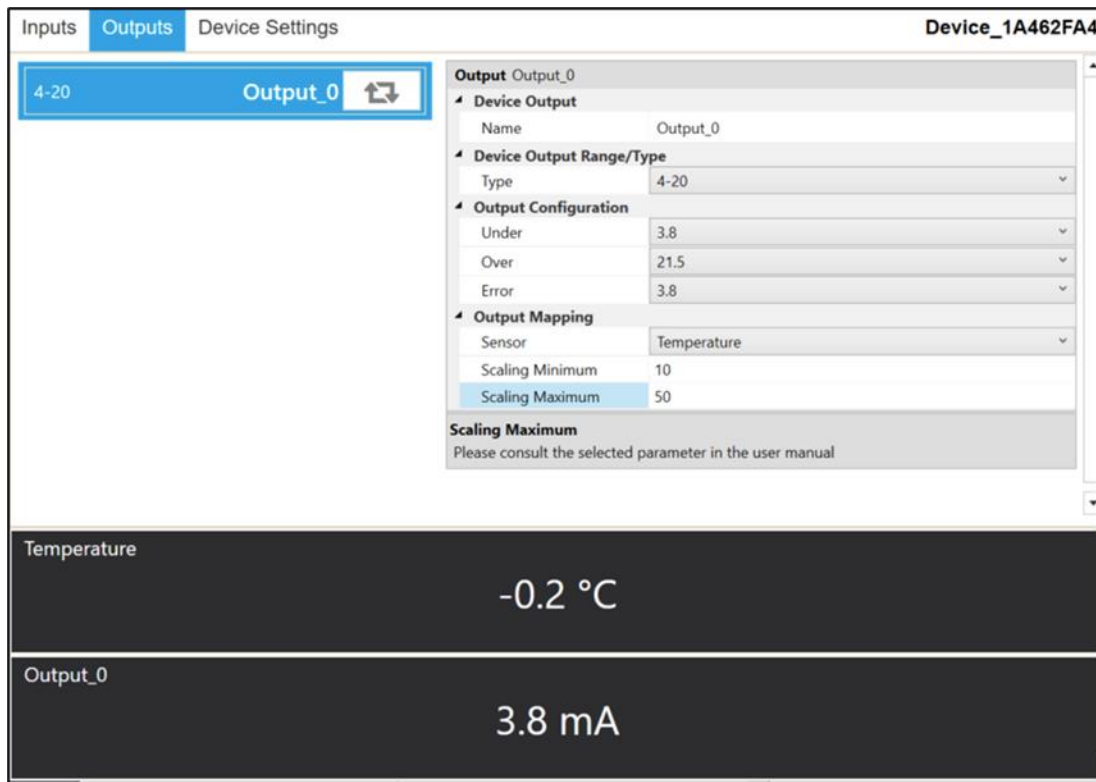 Inputs Outputs Device Settings Device_1A462FA4
4-20 Output_0
Output Output_0
Device Output
Name Output_0
Device Output Range/Type
Type 4-20
Output Configuration
Under 3.8
Over 21.5
Error 3.8
Output Mapping
Sensor Temperature
Scaling Minimum 10
Scaling Maximum 50
Scaling Maximum
Please consult the selected parameter in the user manual
Temperature
-0.2 °C
Output_0
3.8 mA